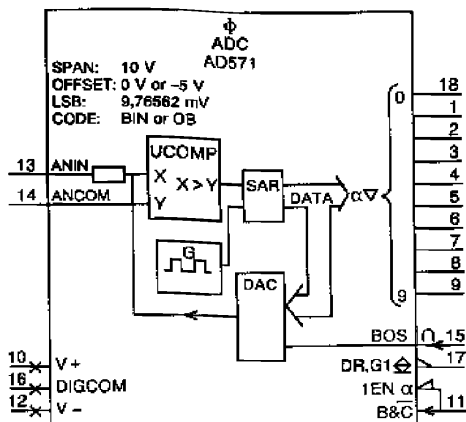 Φ
ADC
AD571
SPAN: 10 V
OFFSET: 0 V or –5 V
LSB: 9,76562 mV
CODE: BIN or OB
13 ANIN
14 ANCOM
UCOMP
X X>Y
Y
SAR
DATA
α▽
G
DAC
0
9
18
1
2
3
4
5
6
7
8
9
BOS 15
DR,G1 17
1EN α
B&C̅ 11
10 V+
16 DIG.COM
12 V–